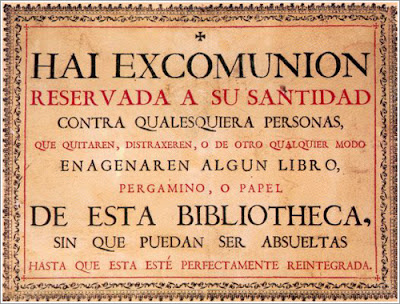 HAI EXCOMUNION
RESERVADA A SU SANTIDAD
CONTRA QUALESQUIERA PERSONAS,
QUE QUITAREN, DISTRAXEREN, O DE OTRO QUALQUIER MODO
ENAGENAREN ALGUN LIBRO,
PERGAMINO, O PAPEL
DE ESTA BIBLIOTHECA,
SIN QUE PUEDAN SER ABSUELTAS
HASTA QUE ESTA ESTÉ PERFECTAMENTE REINTEGRADA.